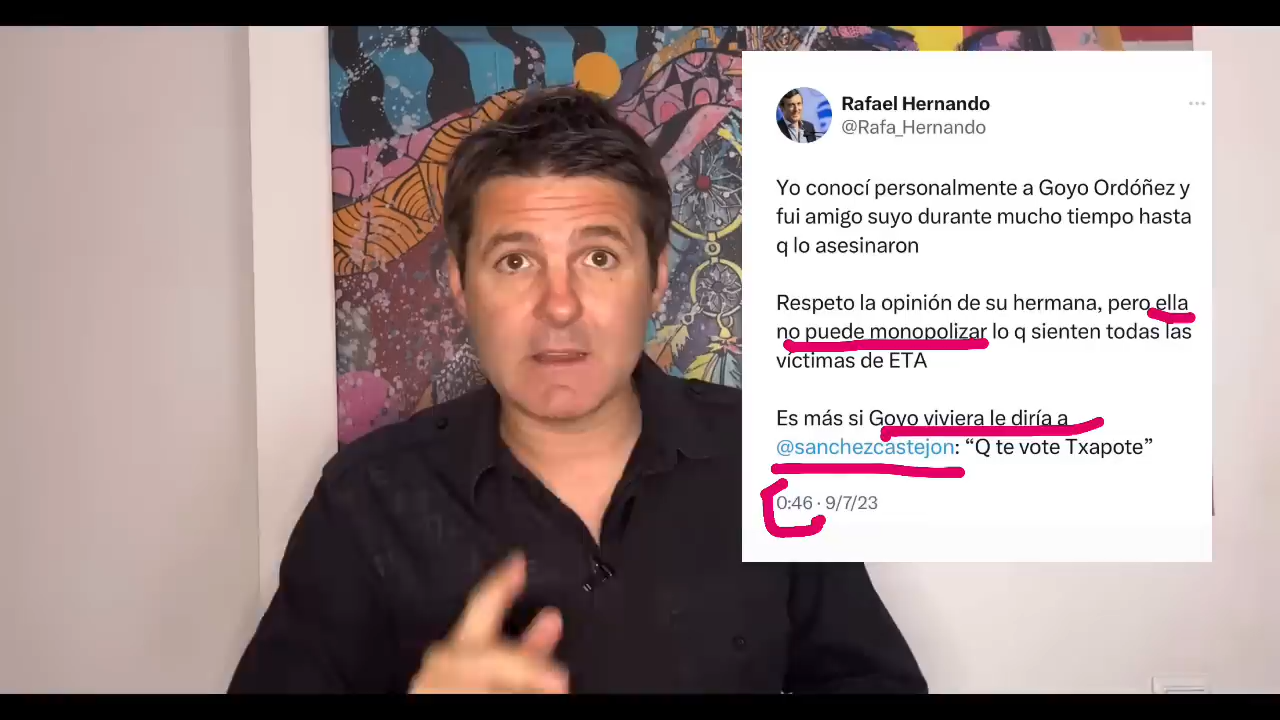 Rafael Hernando
@Rafa_Hernando
Yo conocí personalmente a Goyo Ordóñez y
fui amigo suyo durante mucho tiempo hasta
q lo asesinaron
Respeto la opinión de su hermana, pero ella
no puede monopolizar lo q sienten todas las
víctimas de ETA
Es más si Goyo viviera le diría a
@sanchezcastejon: “Q te vote Txapote”
0:46 · 9/7/23